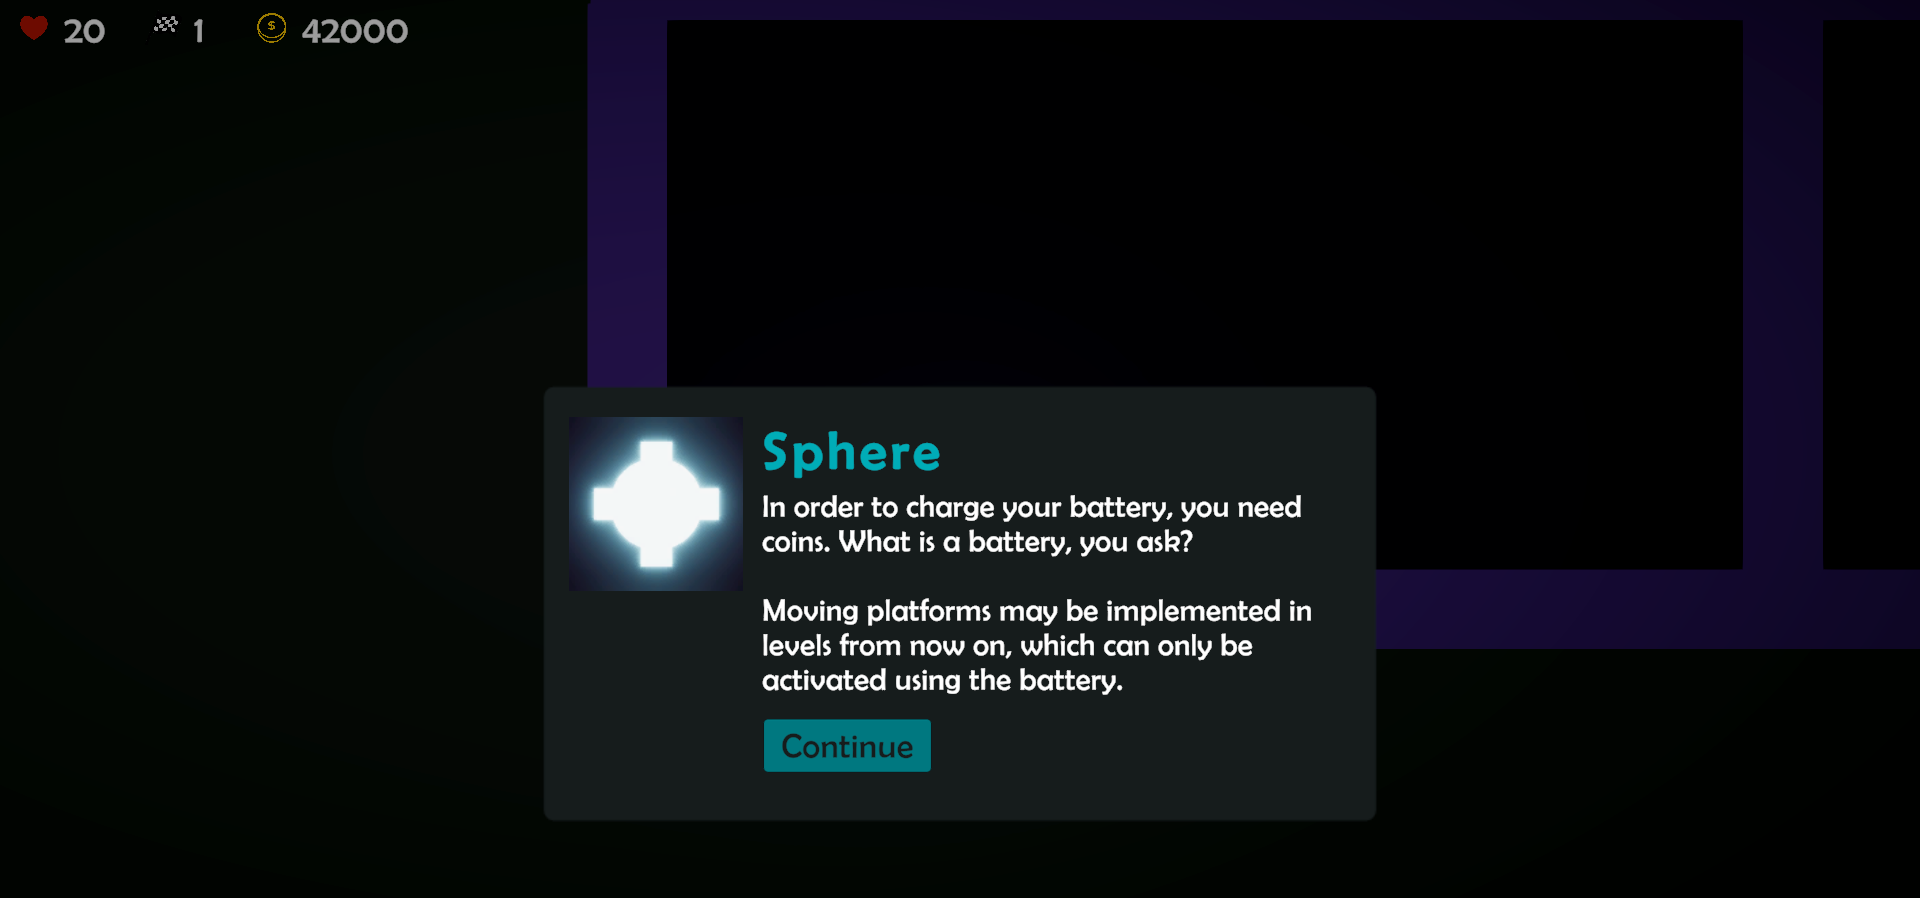 20 1 $ 42000
Sphere
In order to charge your battery, you need
coins. What is a battery, you ask?
Moving platforms may be implemented in
levels from now on, which can only be
activated using the battery.
Continue